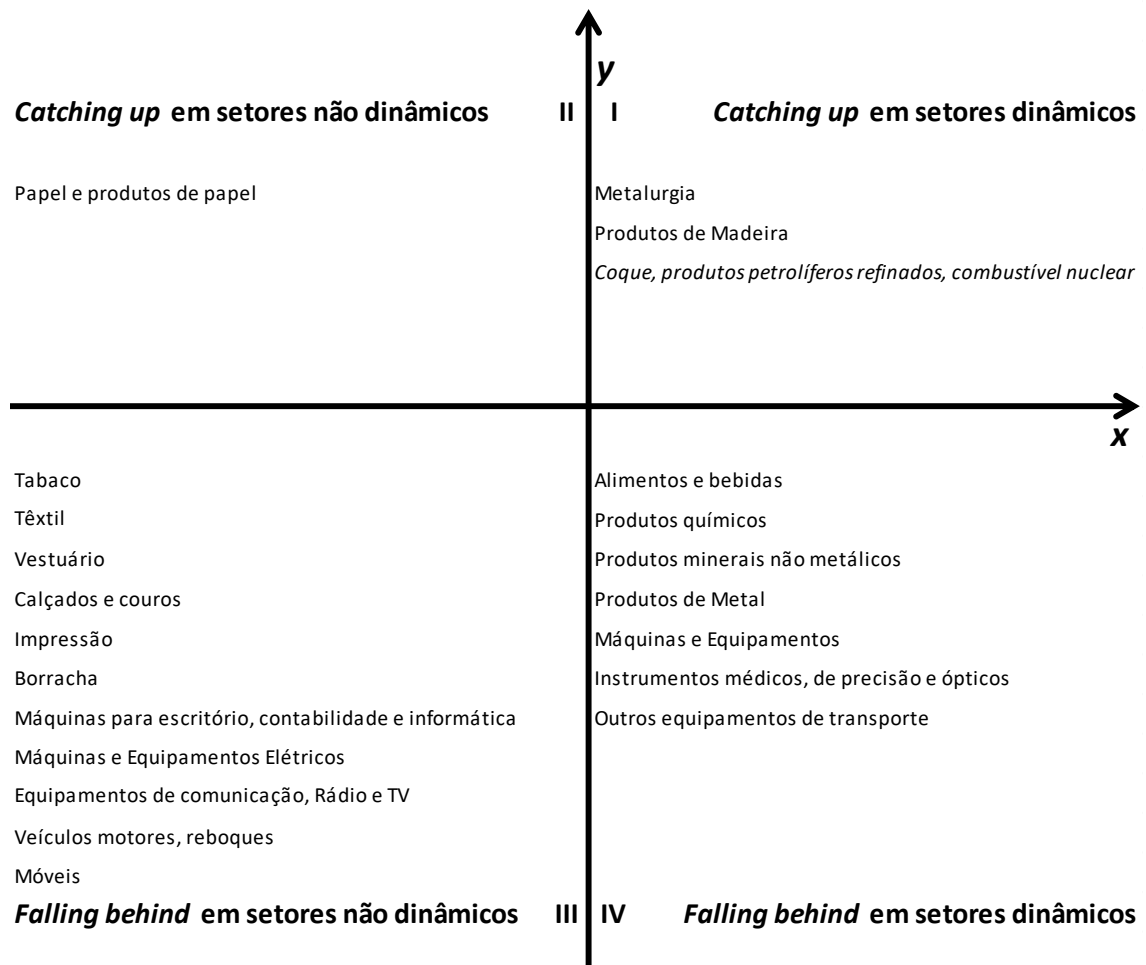 y
Catching up em setores não dinâmicos II
I Catching up em setores dinâmicos
Papel e produtos de papel
Metalurgia
Produtos de Madeira
Coque, produtos petrolíferos refinados, combustível nuclear
x
Tabaco
Têxtil
Vestuário
Calçados e couros
Impressão
Borracha
Máquinas para escritório, contabilidade e informática
Máquinas e Equipamentos Elétricos
Equipamentos de comunicação, Rádio e TV
Veículos motores, reboques
Móveis
Falling behind em setores não dinâmicos III
Alimentos e bebidas
Produtos químicos
Produtos minerais não metálicos
Produtos de Metal
Máquinas e Equipamentos
Instrumentos médicos, de precisão e ópticos
Outros equipamentos de transporte
IV Falling behind em setores dinâmicos